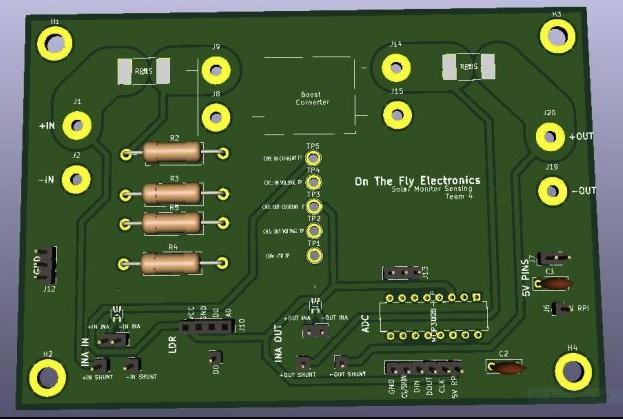 H1
H3
J9
J14
J8
J15
Boost
Converter
J1
+IN
J20
+OUT
R2
TP5
J2
-IN
TP4
On The Fly Electronics
Solar Monitor Sensing
Team 4
J19
-OUT
R3
TP3
R5
TP2
R4
TP1
GND
J12
J13
J7
5V PINS
C3
J6
RPI
+IN INA
-IN INA
VCC
GND
DO
AO
J10
+OUT INA
-OUT INA
ADC
INA IN
LDR
INA OUT
+IN SHUNT
-IN SHUNT
DO
+OUT SHUNT
-OUT SHUNT
C2
H2
H4
GND
CS/SHDN
DIN
DOUT
CLK
5V RPI